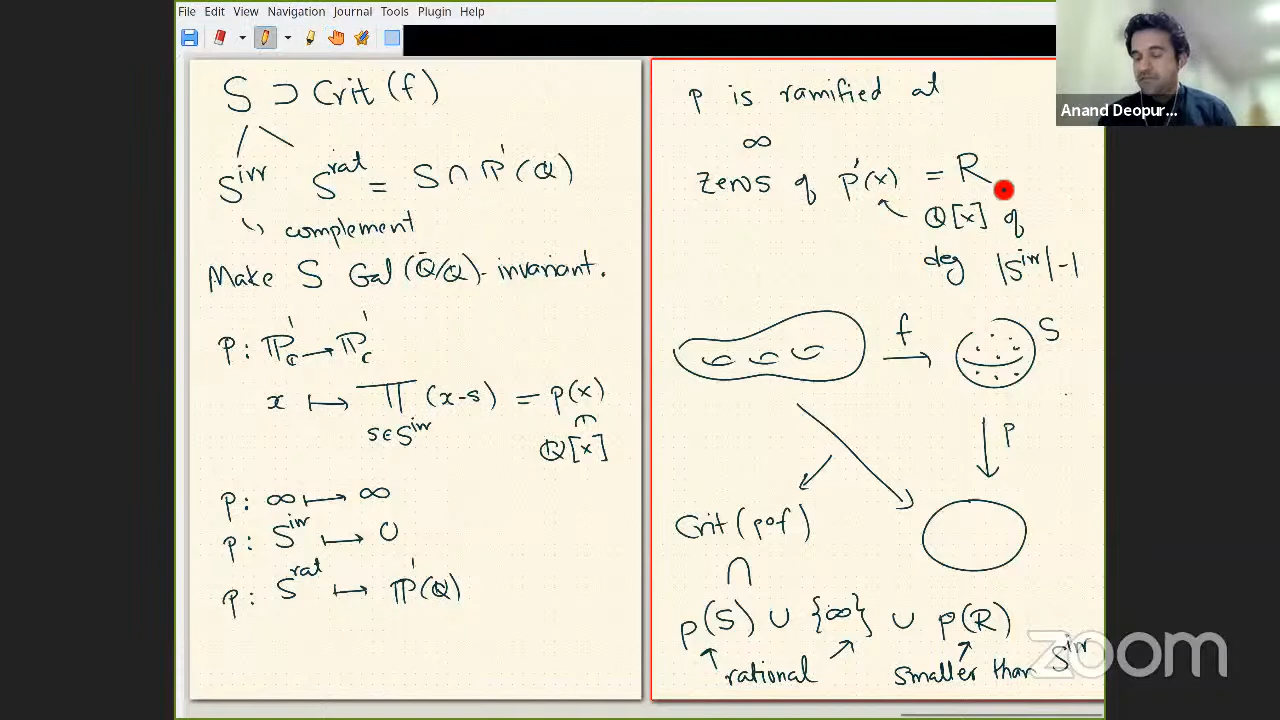 File Edit View Navigation Journal Tools Plugin Help
S ⊃ Crit (f)
S^irr S^rat = S ∩ ℙ¹(ℚ)
↳ complement
Make S Gal(ℚ̄/ℚ)-invariant.
p: ℙ¹_ℂ → ℙ¹_ℂ
x ↦ ∏ (x-s) = p(x)
s∈S^irr ∩
ℚ[x]
p: ∞ ↦ ∞
p: S^irr ↦ 0
p: S^rat ↦ ℙ¹(ℚ)
p is ramified at
∞
zeros of p'(x) = R
ℚ[x] of
deg |S^irr|-1
f S
p
Crit(p∘f)
∩
p(S) ∪ {∞} ∪ p(R)
rational smaller than S^irr
Anand Deopur...
zoom